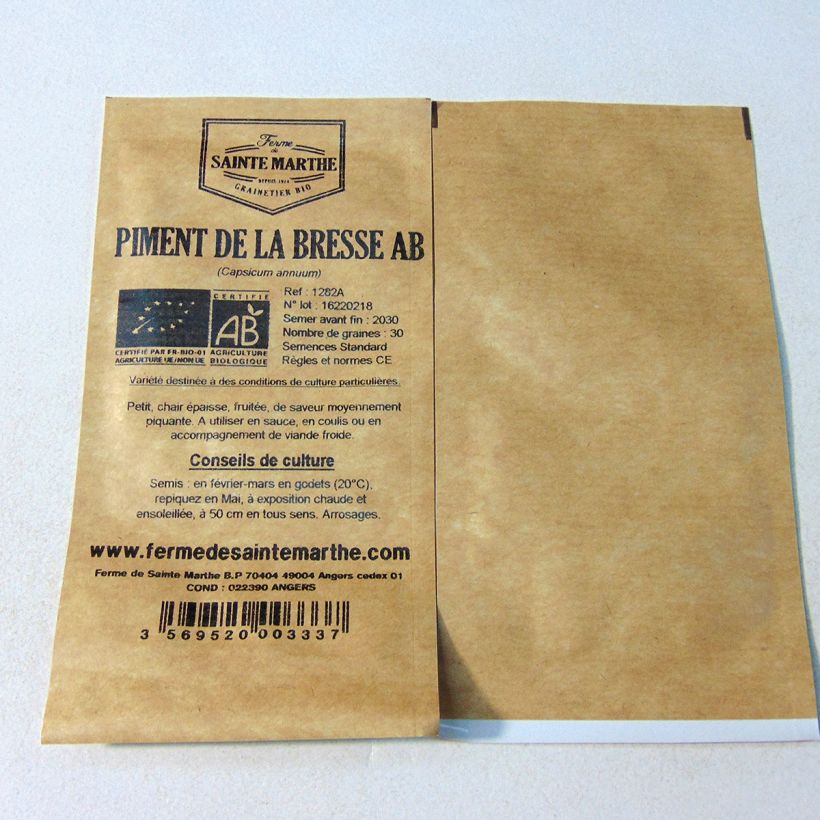 Ferme
de
SAINTE MARTHE
DEPUIS 1974
GRAINETIER BIO
PIMENT DE LA BRESSE AB
(Capsicum annuum)
CERTIFIÉ
AB
CERTIFIÉ PAR FR-BIO-01
AGRICULTURE UE/NON UE
AGRICULTURE
BIOLOGIQUE
Ref : 1282A
N° lot : 16220218
Semer avant fin : 2030
Nombre de graines : 30
Semences Standard
Règles et normes CE
Variété destinée à des conditions de culture particulières.
Petit, chair épaisse, fruitée, de saveur moyennement
piquante. A utiliser en sauce, en coulis ou en
accompagnement de viande froide.
Conseils de culture
Semis : en février-mars en godets (20°C),
repiquez en Mai, à exposition chaude et
ensoleillée, à 50 cm en tous sens. Arrosages.
www.fermedesaintemarthe.com
Ferme de Sainte Marthe B.P 70404 49004 Angers cedex 01
COND : 022390 ANGERS
3 569520 003337